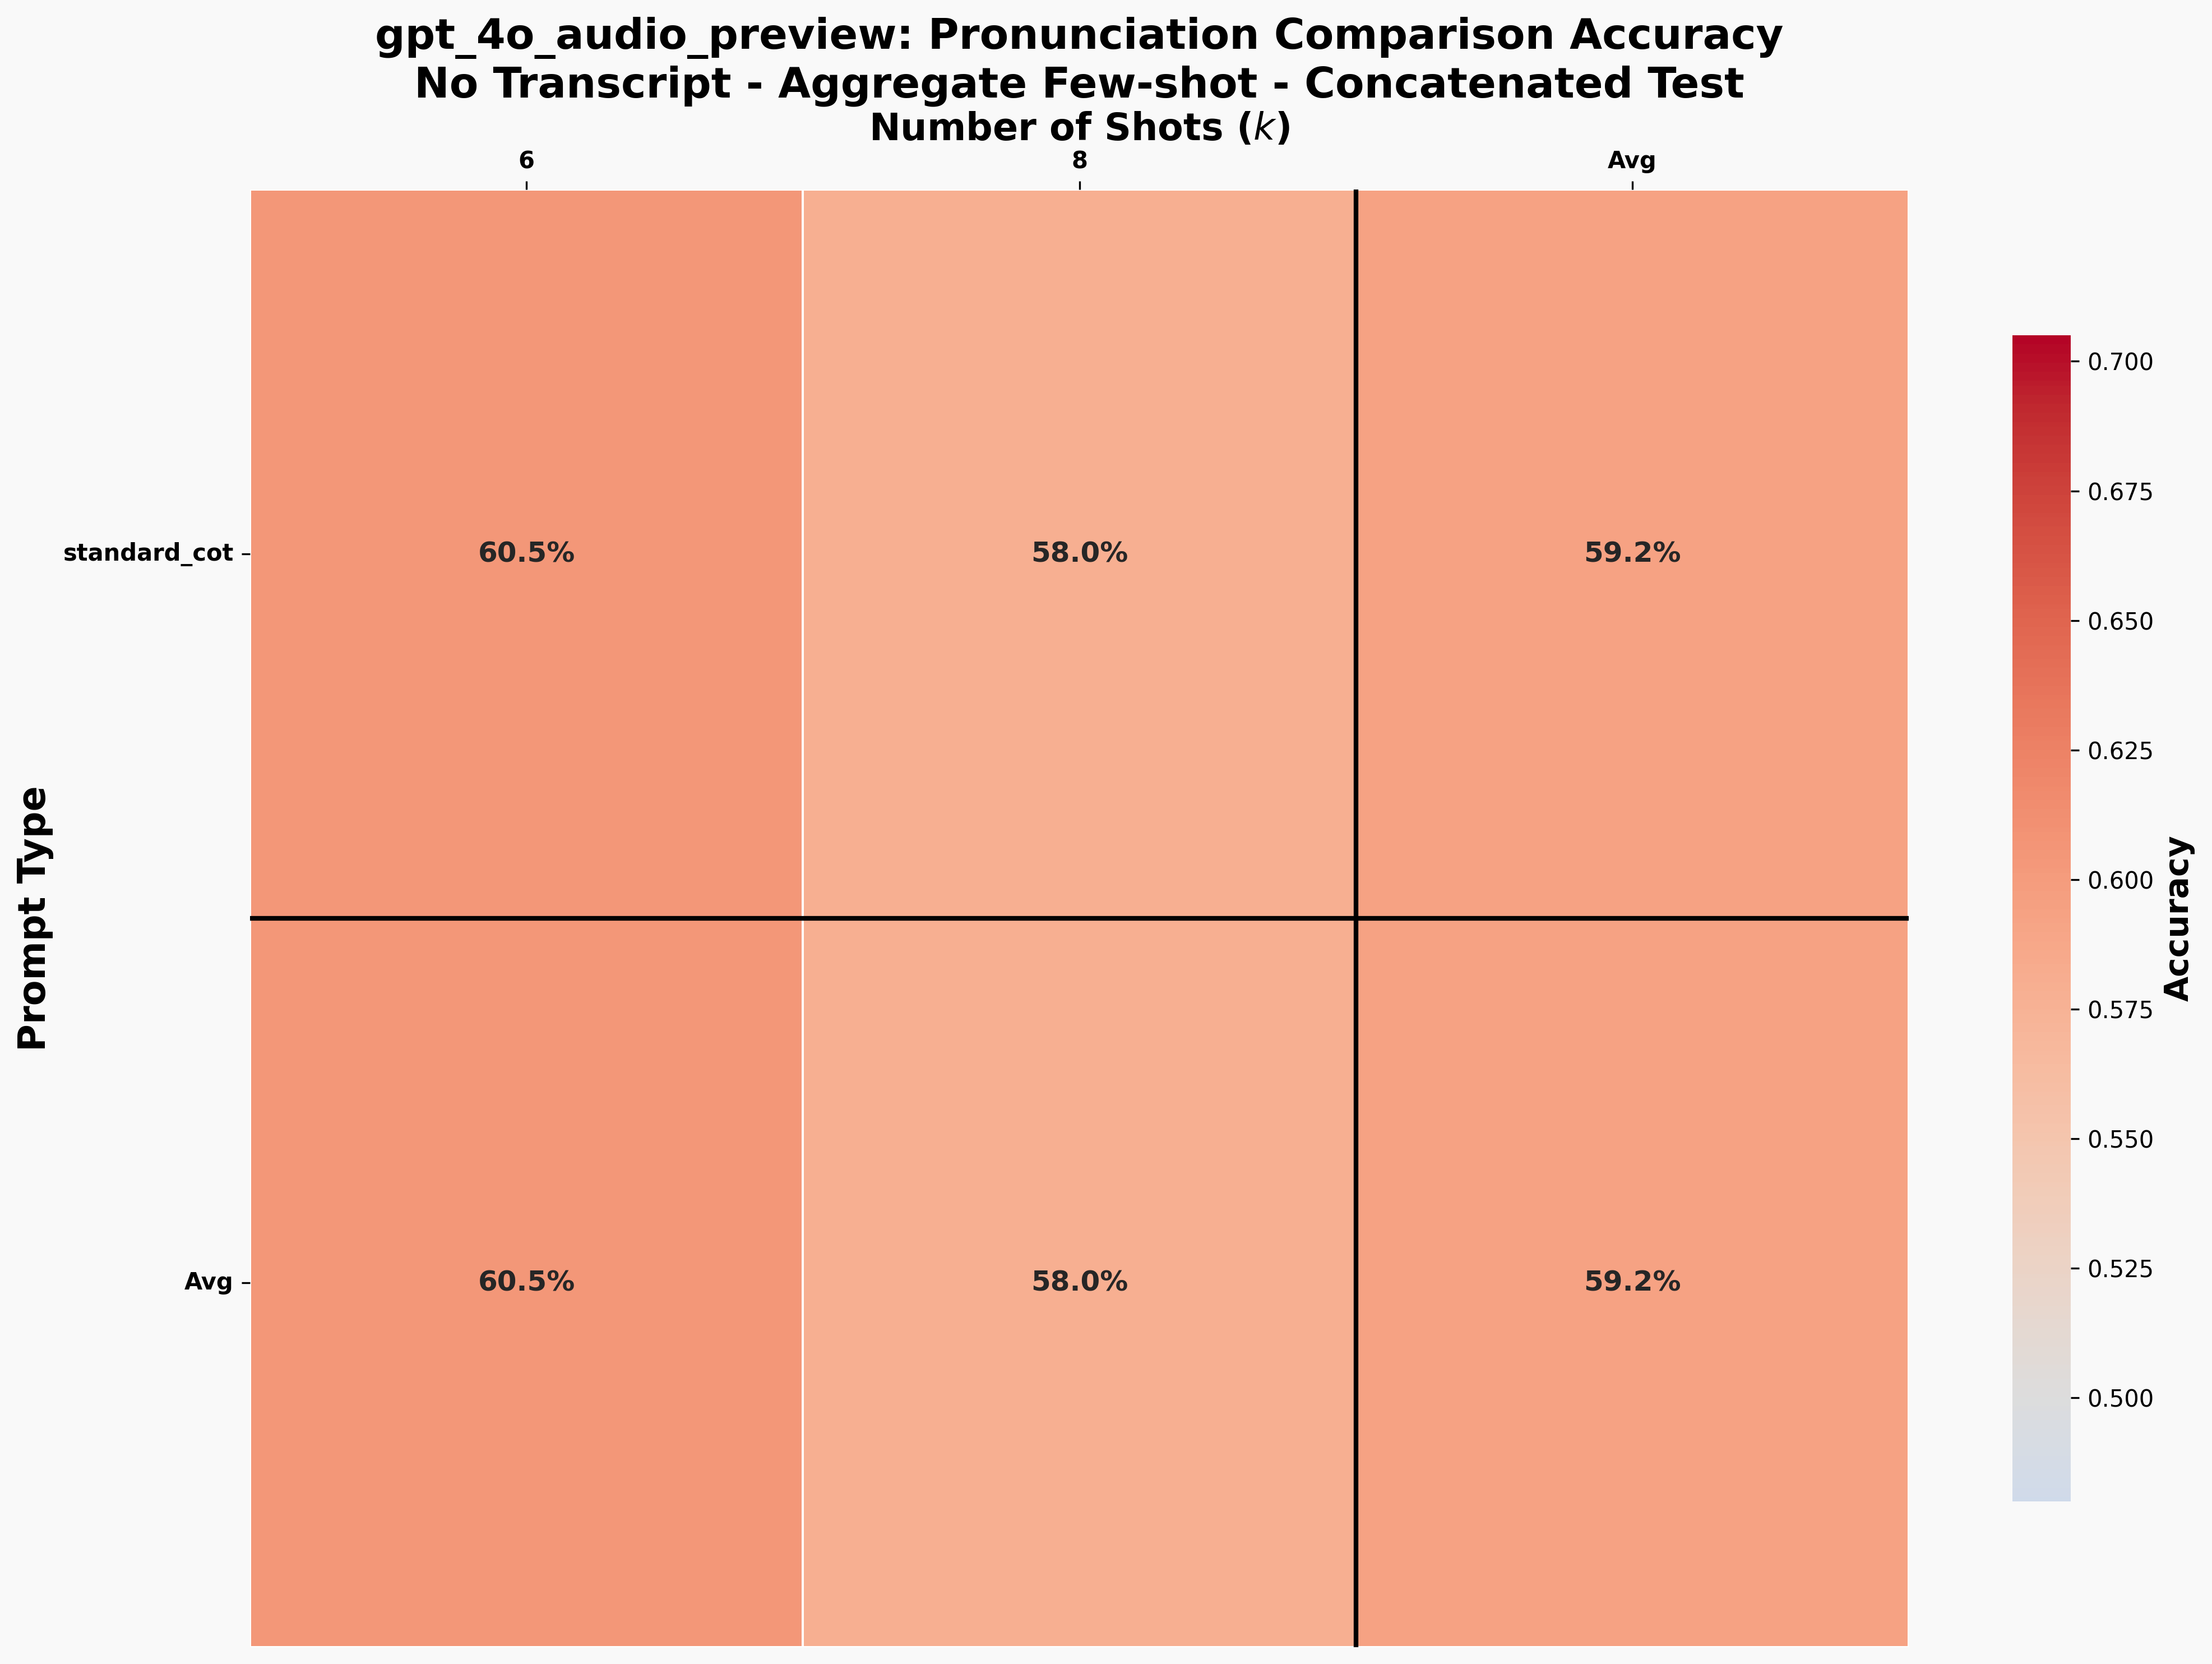 gpt_4o_audio_preview: Pronunciation Comparison Accuracy
No Transcript - Aggregate Few-shot - Concatenated Test
Number of Shots (k)
6 8 Avg
standard_cot 60.5% 58.0% 59.2%
Avg 60.5% 58.0% 59.2%
Prompt Type
0.700
0.675
0.650
0.625
0.600
0.575
0.550
0.525
0.500
Accuracy